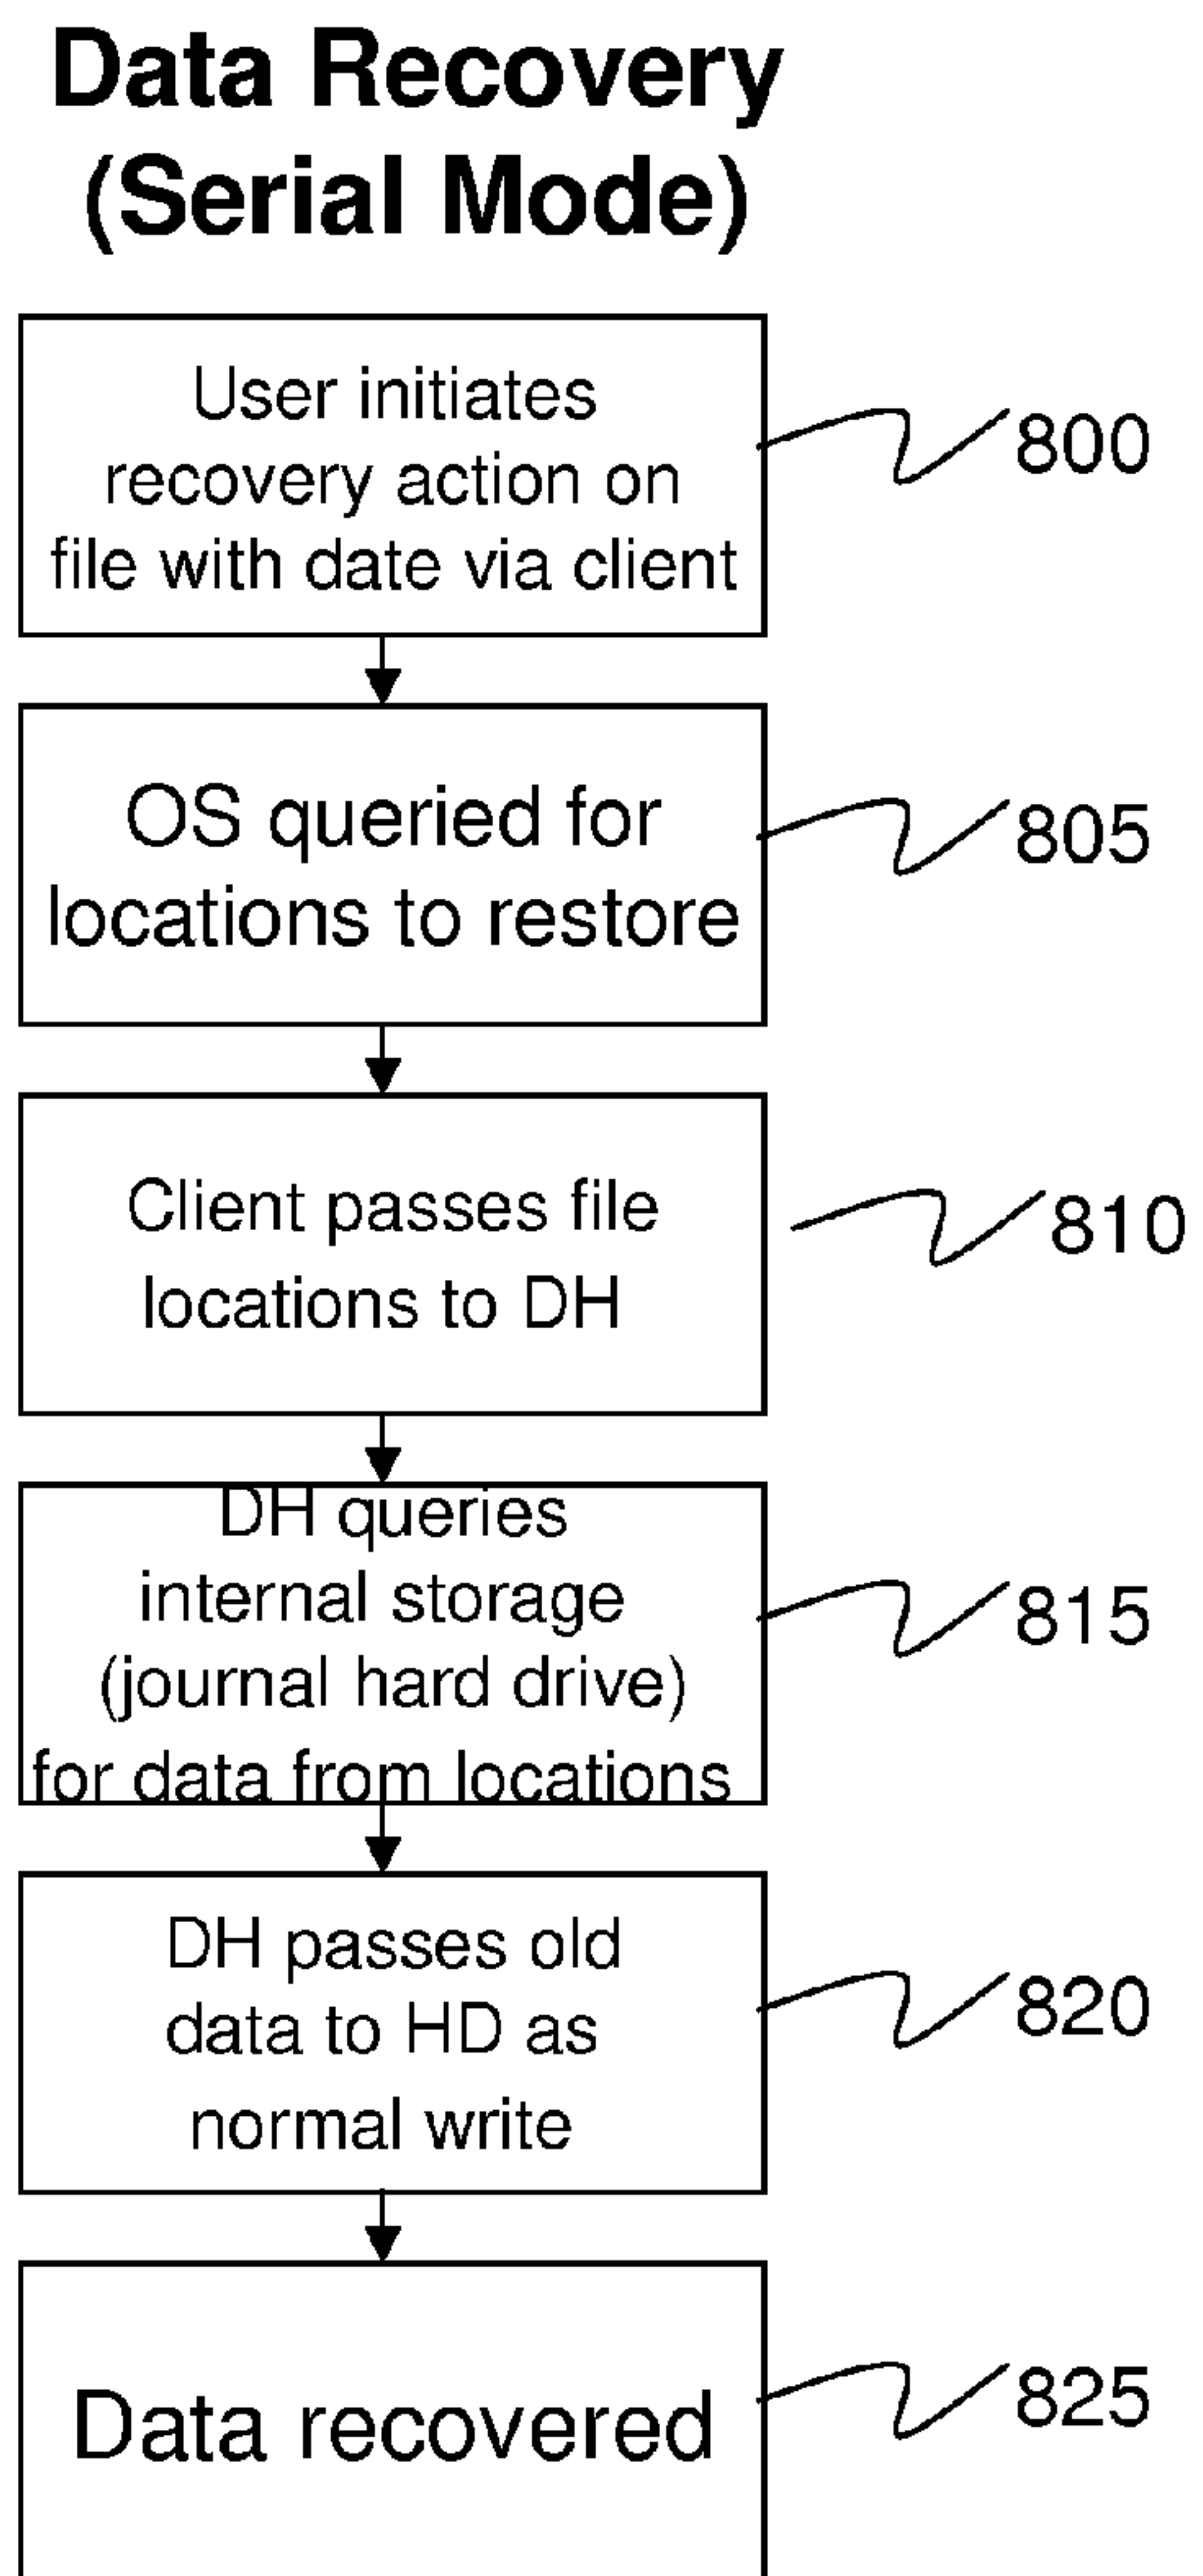 Data Recovery
(Serial Mode)
User initiates
recovery action on
file with date via client
800
OS queried for
locations to restore
805
Client passes file
locations to DH
810
DH queries
internal storage
(journal hard drive)
for data from locations
815
DH passes old
data to HD as
normal write
820
Data recovered
825